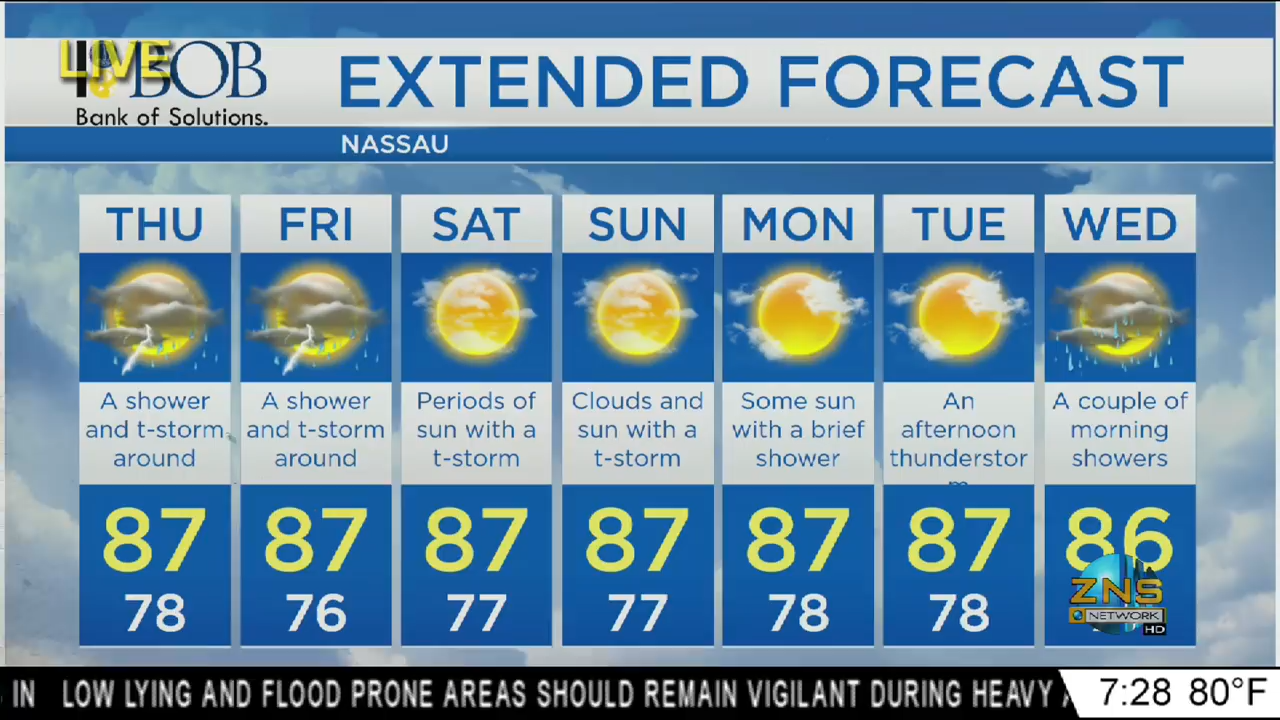 LIVE
BOB
Bank of Solutions.
EXTENDED FORECAST
NASSAU
THU
FRI
SAT
SUN
MON
TUE
WED
A shower
and t-storm
around
A shower
and t-storm
around
Periods of
sun with a
t-storm
Clouds and
sun with a
t-storm
Some sun
with a brief
shower
An
afternoon
thunderstor
A couple of
morning
showers
87
87
87
87
87
87
86
78
76
77
77
78
78
ZNS
NETWORK
HD
IN LOW LYING AND FLOOD PRONE AREAS SHOULD REMAIN VIGILANT DURING HEAVY
7:28 80°F